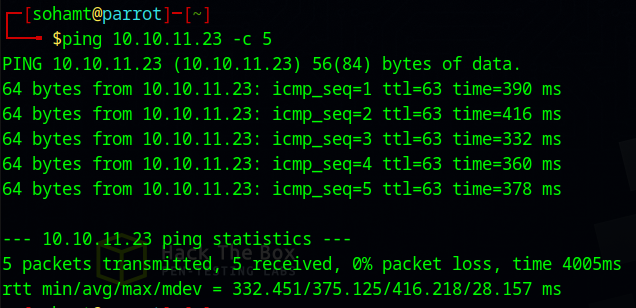 [sohamt@parrot]-[~]
$ping 10.10.11.23 -c 5
PING 10.10.11.23 (10.10.11.23) 56(84) bytes of data.
64 bytes from 10.10.11.23: icmp_seq=1 ttl=63 time=390 ms
64 bytes from 10.10.11.23: icmp_seq=2 ttl=63 time=416 ms
64 bytes from 10.10.11.23: icmp_seq=3 ttl=63 time=332 ms
64 bytes from 10.10.11.23: icmp_seq=4 ttl=63 time=360 ms
64 bytes from 10.10.11.23: icmp_seq=5 ttl=63 time=378 ms
--- 10.10.11.23 ping statistics ---
Hack The Box
5 packets transmitted, 5 received, 0% packet loss, time 4005ms
rtt min/avg/max/mdev = 332.451/375.125/416.218/28.157 ms